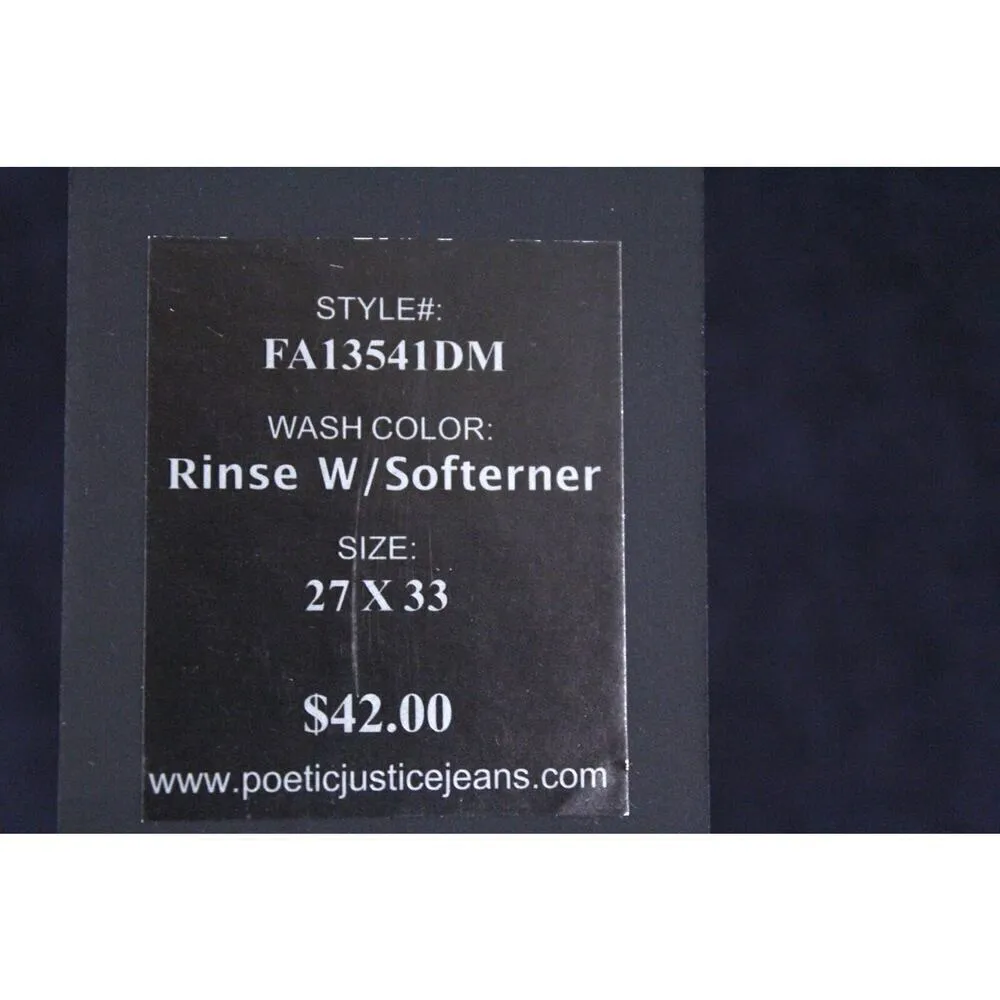 STYLE#:
FA13541DM
WASH COLOR:
Rinse W/Softerner
SIZE:
27 X 33
$42.00
www.poeticjusticejeans.com